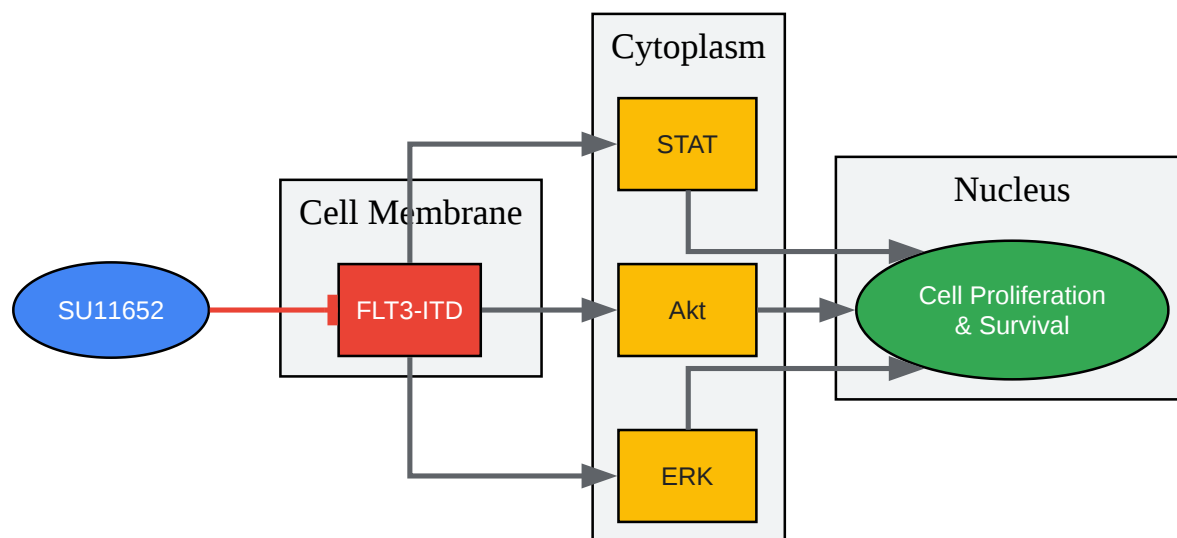 Cytoplasm
STAT
Nucleus
Cell Membrane
SU11652
FLT3-ITD
Akt
Cell Proliferation
& Survival
ERK